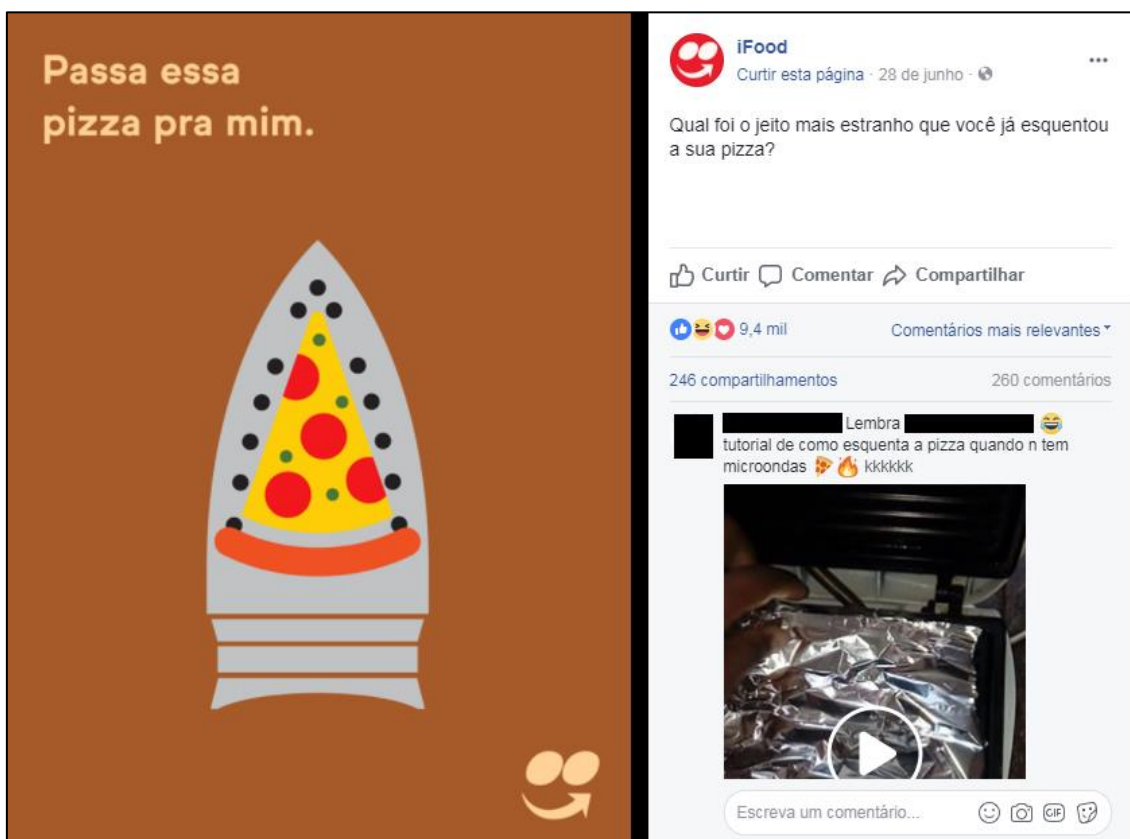 Passa essa
pizza pra mim.
iFood
Curtir esta página · 28 de junho ·
Qual foi o jeito mais estranho que você já esquentou
a sua pizza?
Curtir Comentar Compartilhar
9,4 mil Comentários mais relevantes
246 compartilhamentos 260 comentários
Lembra
tutorial de como esquenta a pizza quando n tem
microondas kkkkkk
Escreva um comentário... GIF